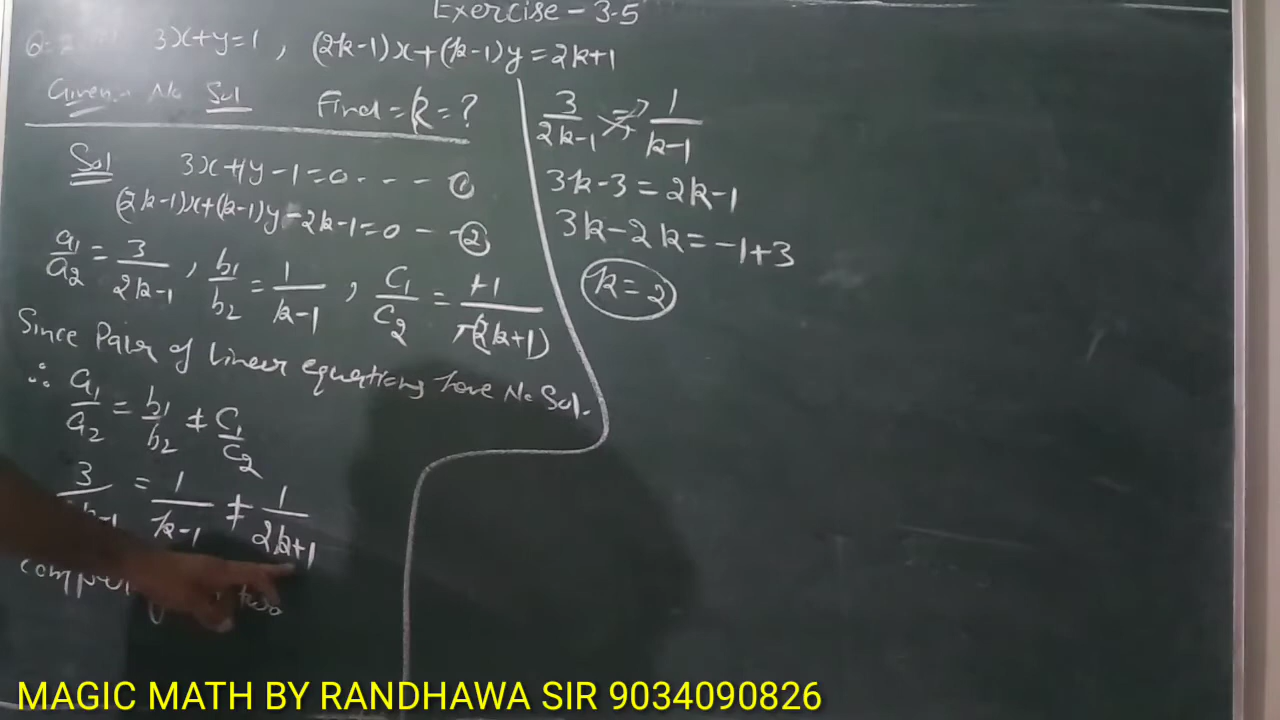 Exercise - 3.5
3x+y=1 , (2k-1)x+(k-1)y=2k+1
Given:- No Sol Find = k = ?
Sol 3x+y-1=0 - - - - ①
(2k-1)x+(k-1)y-2k-1=0 - - ②
a1/a2 = 3/2k-1 , b1/b2 = 1/k-1 , C1/C2 = +1/+(2k+1)
Since Pair of linear equations have No Sol.
∴ a1/a2 = b1/b2 ≠ C1/C2
3/ = 1/k-1 ≠ 1/2k+1
two
3/2k-1 = 1/k-1
3k-3 = 2k-1
3k-2k = -1+3
k=2
MAGIC MATH BY RANDHAWA SIR 9034090826